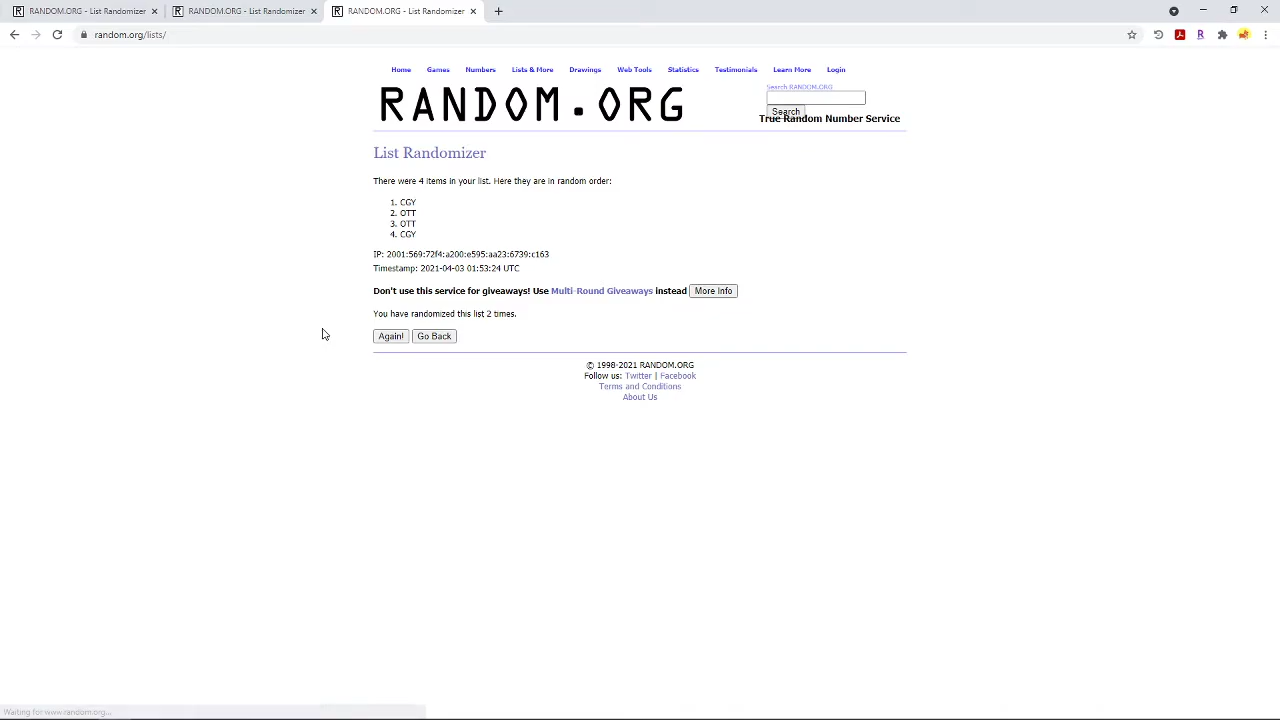 RANDOM.ORG - List Randomizer RANDOM.ORG - List Randomizer RANDOM.ORG - List Randomizer
random.org/lists/
Home Games Numbers Lists & More Drawings Web Tools Statistics Testimonials Learn More Login
RANDOM.ORG
Search RANDOM.ORG
Search
True Random Number Service
List Randomizer
There were 4 items in your list. Here they are in random order:
1. CGY
2. OTT
3. OTT
4. CGY
IP: 2001:569:72f4:a200:e595:aa23:6739:c163
Timestamp: 2021-04-03 01:53:24 UTC
Don't use this service for giveaways! Use Multi-Round Giveaways instead More Info
You have randomized this list 2 times.
Again! Go Back
© 1998-2021 RANDOM.ORG
Follow us: Twitter | Facebook
Terms and Conditions
About Us
Waiting for www.random.org...